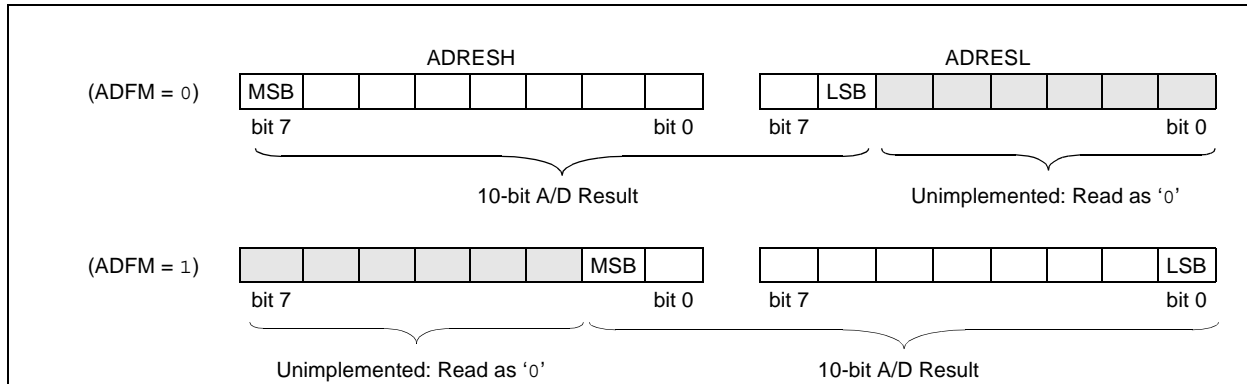 ADRESH ADRESL
(ADFM = 0) MSB LSB
bit 7 bit 0 bit 7 bit 0
10-bit A/D Result Unimplemented: Read as ‘0’
(ADFM = 1) MSB LSB
bit 7 bit 0 bit 7 bit 0
Unimplemented: Read as ‘0’ 10-bit A/D Result